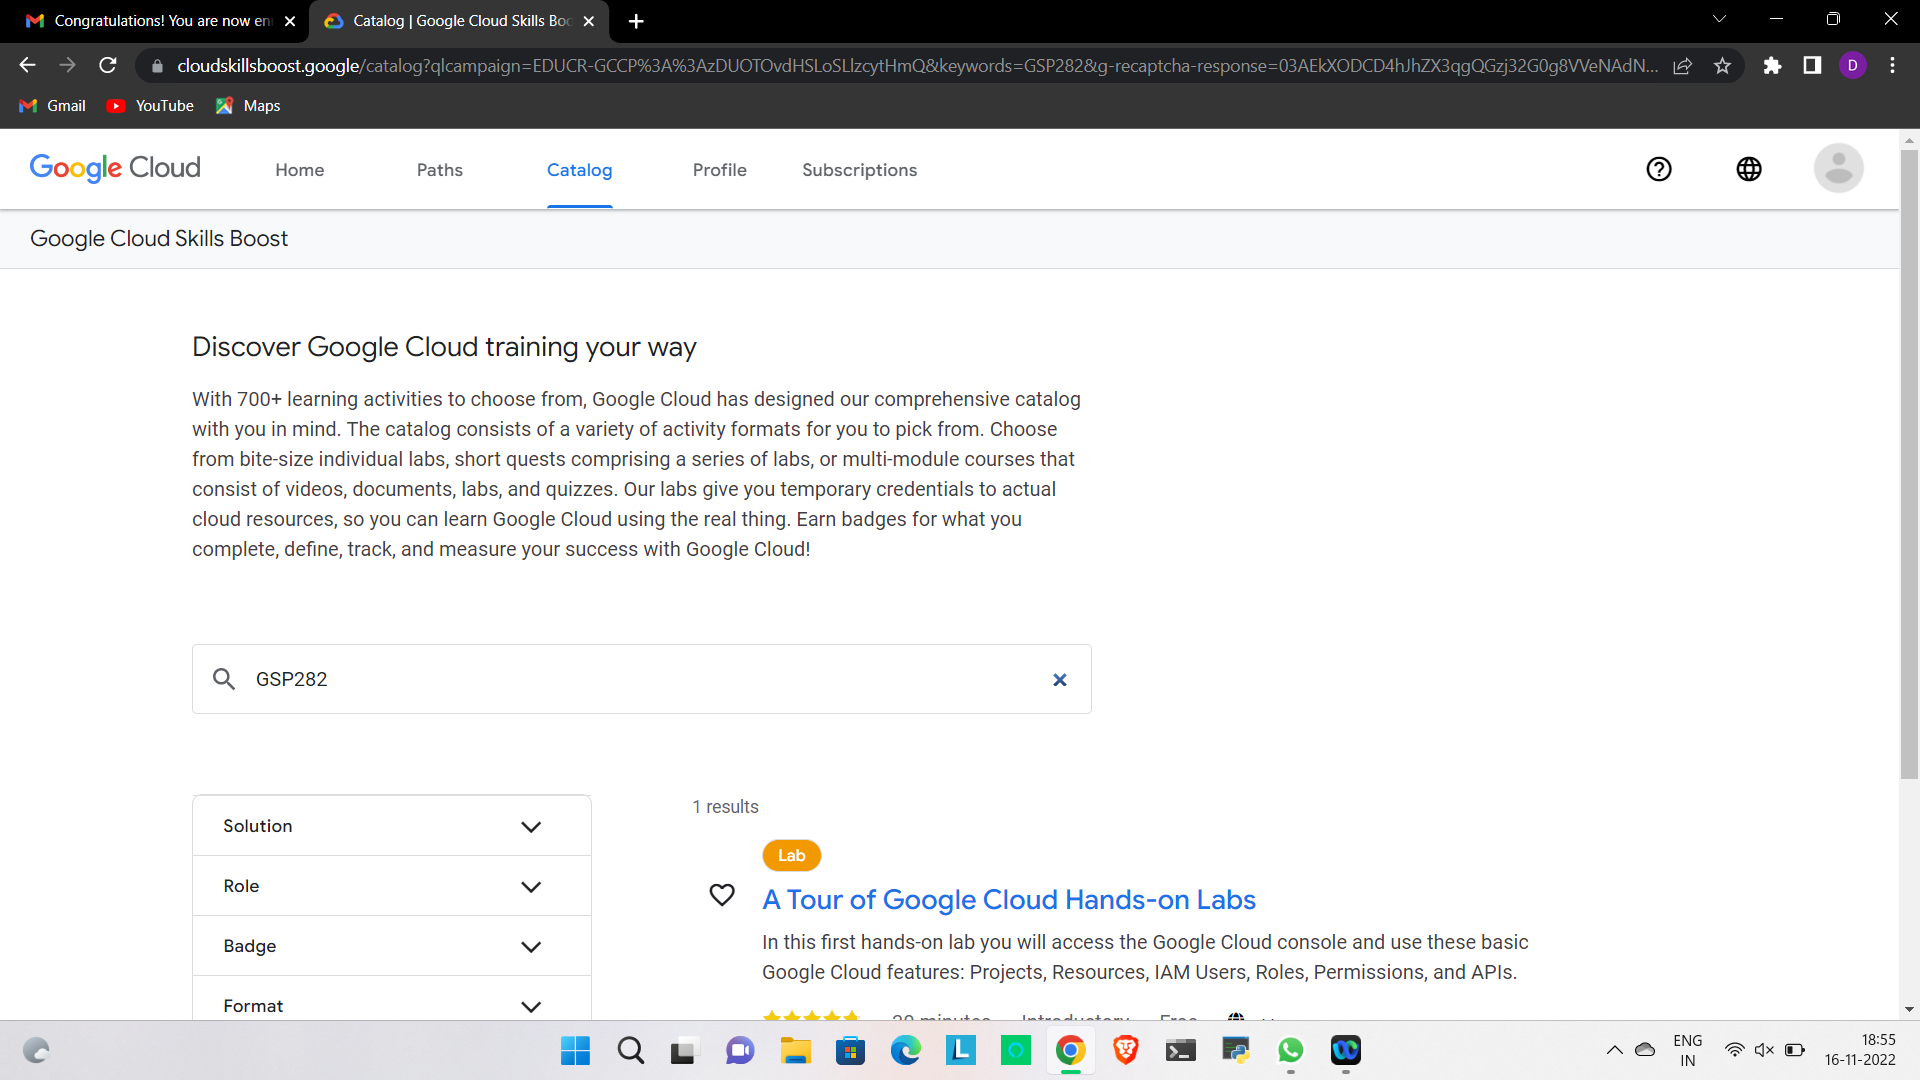 Congratulations! You are now en
Catalog | Google Cloud Skills Boo
cloudskillsboost.google/catalog?qlcampaign=EDUCR-GCCP%3A%3AzDUOTOvdHSLoSLlzcytHmQ&keywords=GSP282&g-recaptcha-response=03AEkXODCD4hJhZX3qgQGzj32G0g8VVeNAdN...
D
Gmail
YouTube
Maps
Google Cloud
Home
Paths
Catalog
Profile
Subscriptions
Google Cloud Skills Boost
Discover Google Cloud training your way
With 700+ learning activities to choose from, Google Cloud has designed our comprehensive catalog
with you in mind. The catalog consists of a variety of activity formats for you to pick from. Choose
from bite-size individual labs, short quests comprising a series of labs, or multi-module courses that
consist of videos, documents, labs, and quizzes. Our labs give you temporary credentials to actual
cloud resources, so you can learn Google Cloud using the real thing. Earn badges for what you
complete, define, track, and measure your success with Google Cloud!
GSP282
Solution
Role
Badge
Format
1 results
Lab
A Tour of Google Cloud Hands-on Labs
In this first hands-on lab you will access the Google Cloud console and use these basic
Google Cloud features: Projects, Resources, IAM Users, Roles, Permissions, and APIs.
minutes Introductory Free
ENG
IN
18:55
16-11-2022